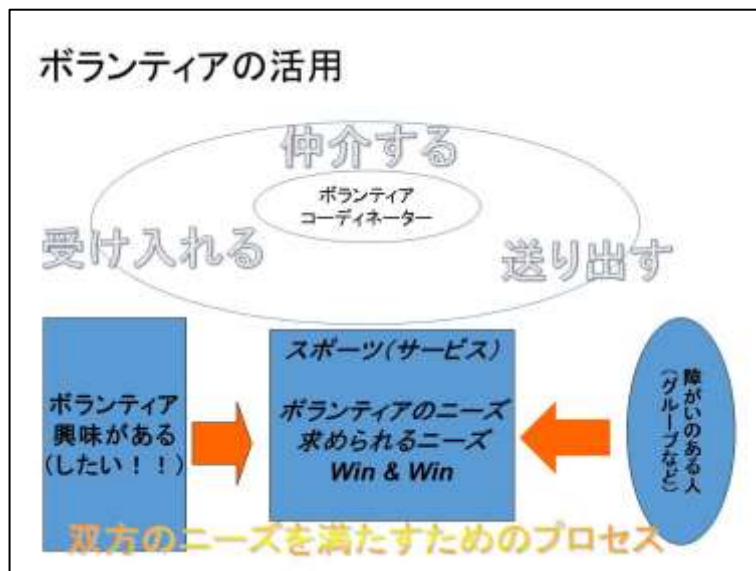 ボランティアの活用
仲介する
ボランティア
コーディネーター
受け入れる
送り出す
ボランティア
興味がある
(したい！！)
スポーツ(サービス)
ボランティアのニーズ
求められるニーズ
Win & Win
障がいのある人
(グループなど)
双方のニーズを満たすためのプロセス